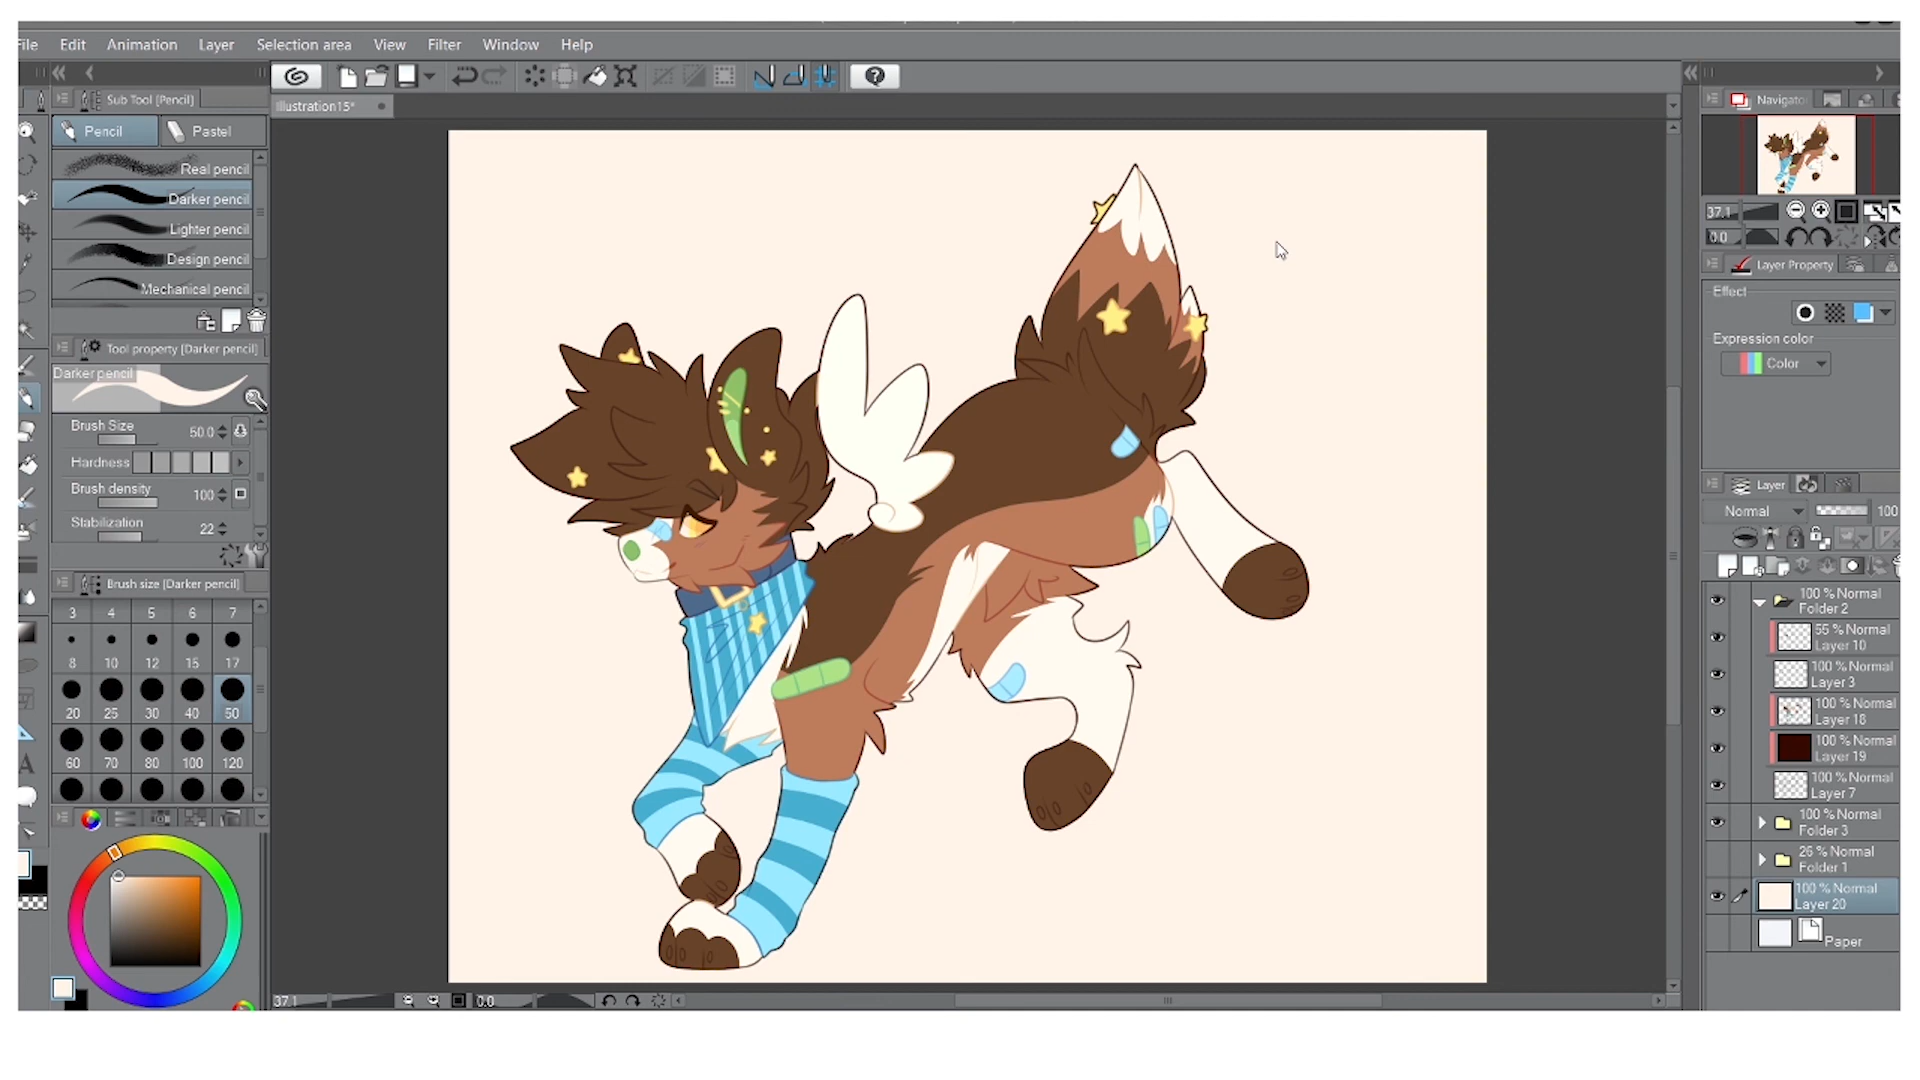 File Edit Animation Layer Selection area View Filter Window Help
Sub Tool [Pencil]
Illustration15*
Navigator
Pencil Pastel
Real pencil
Darker pencil
Lighter pencil
Design pencil
Mechanical pencil
37.1
0.0
Layer Property
Effect
Expression color
Color
Tool property [Darker pencil]
Darker pencil
Brush Size 50.0
Hardness
Brush density 100
Stabilization 22
Layer
Normal 100
Brush size [Darker pencil]
3 4 5 6 7
8 10 12 15 17
20 25 30 40 50
60 70 80 100 120
100 % Normal
Folder 2
55 % Normal
Layer 10
100 % Normal
Layer 3
100 % Normal
Layer 18
100 % Normal
Layer 19
100 % Normal
Layer 7
100 % Normal
Folder 3
26 % Normal
Folder 1
100 % Normal
Layer 20
Paper
37.1 0.0